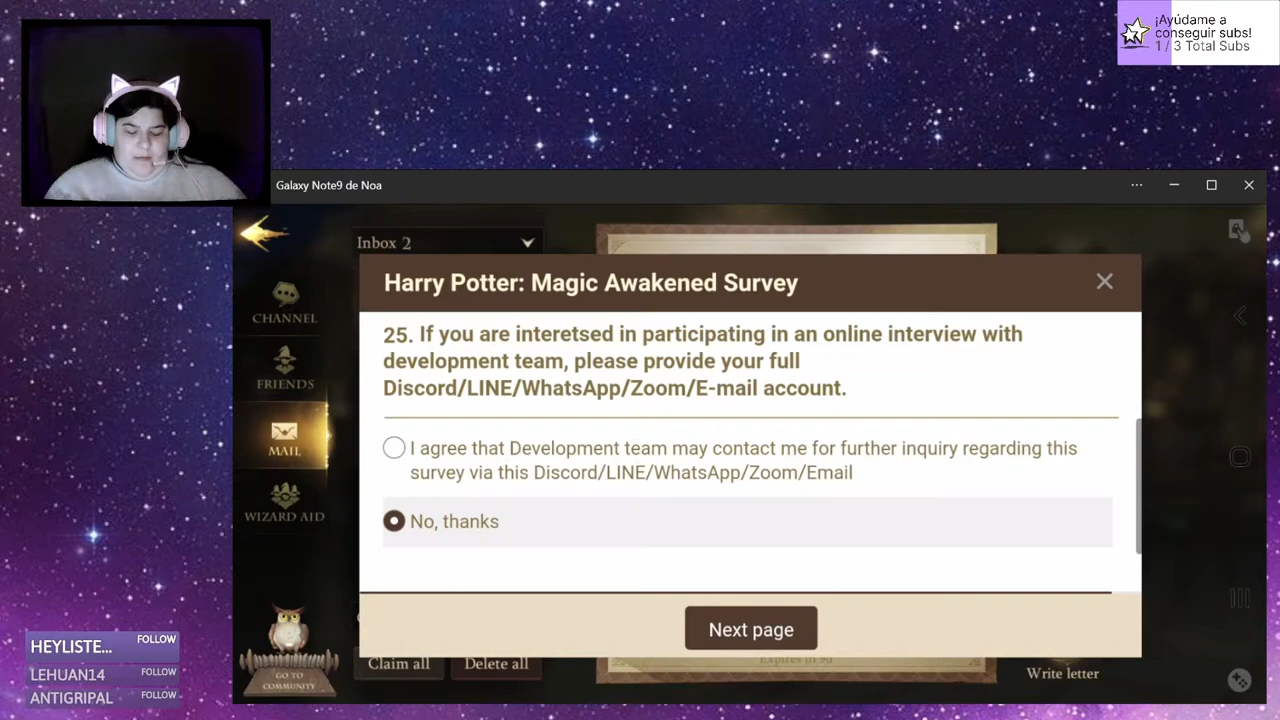 ¡Ayúdame a
conseguir subs!
1 / 3 Total Subs
Galaxy Note9 de Noa
Inbox 2
CHANNEL
FRIENDS
MAIL
WIZARD AID
GO TO
COMMUNITY
Harry Potter: Magic Awakened Survey
25. If you are interetsed in participating in an online interview with
development team, please provide your full
Discord/LINE/WhatsApp/Zoom/E-mail account.
I agree that Development team may contact me for further inquiry regarding this
survey via this Discord/LINE/WhatsApp/Zoom/Email
No, thanks
Next page
Claim all
Delete all
Expires in 9d
Write letter
HEYLISTE... FOLLOW
LEHUAN14 FOLLOW
ANTIGRIPAL FOLLOW